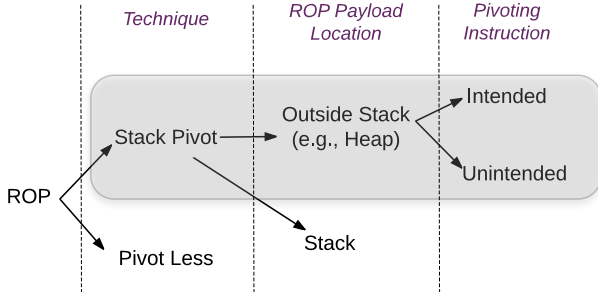 Technique
ROP Payload
Location
Pivoting
Instruction
Intended
Outside Stack
(e.g., Heap)
Stack Pivot
Unintended
ROP
Stack
Pivot Less